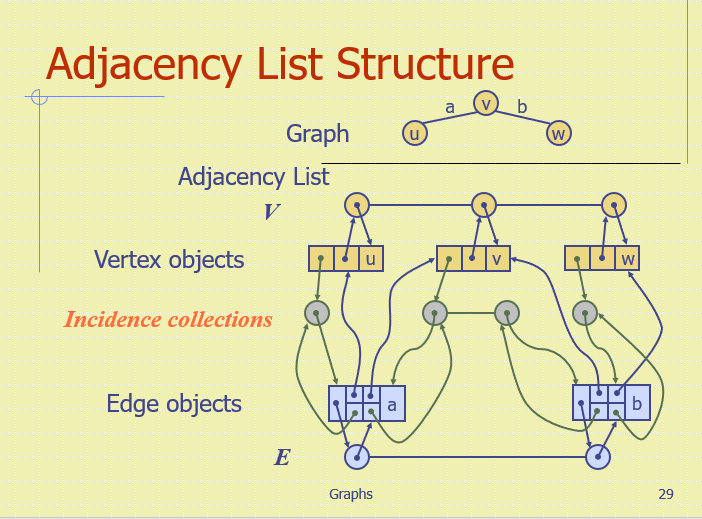 Adjacency List Structure
a v b
Graph u w
Adjacency List
V
Vertex objects u v w
Incidence collections
Edge objects a b
E
Graphs 29